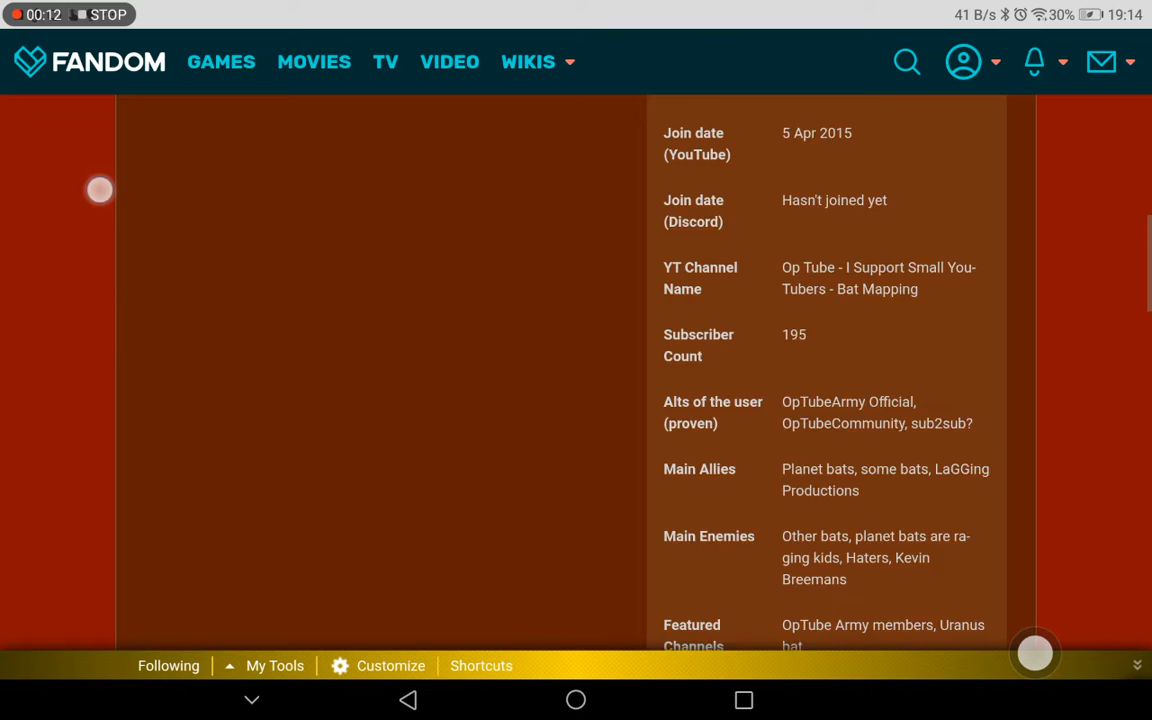 00:12 STOP
41 B/s 30% 19:14
FANDOM GAMES MOVIES TV VIDEO WIKIS
Join date 5 Apr 2015
(YouTube)
Join date Hasn't joined yet
(Discord)
YT Channel Op Tube - I Support Small You-
Name Tubers - Bat Mapping
Subscriber 195
Count
Alts of the user OpTubeArmy Official,
(proven) OpTubeCommunity, sub2sub?
Main Allies Planet bats, some bats, LaGGing
Productions
Main Enemies Other bats, planet bats are ra-
ging kids, Haters, Kevin
Breemans
Featured OpTube Army members, Uranus
Channels bat
Following My Tools Customize Shortcuts